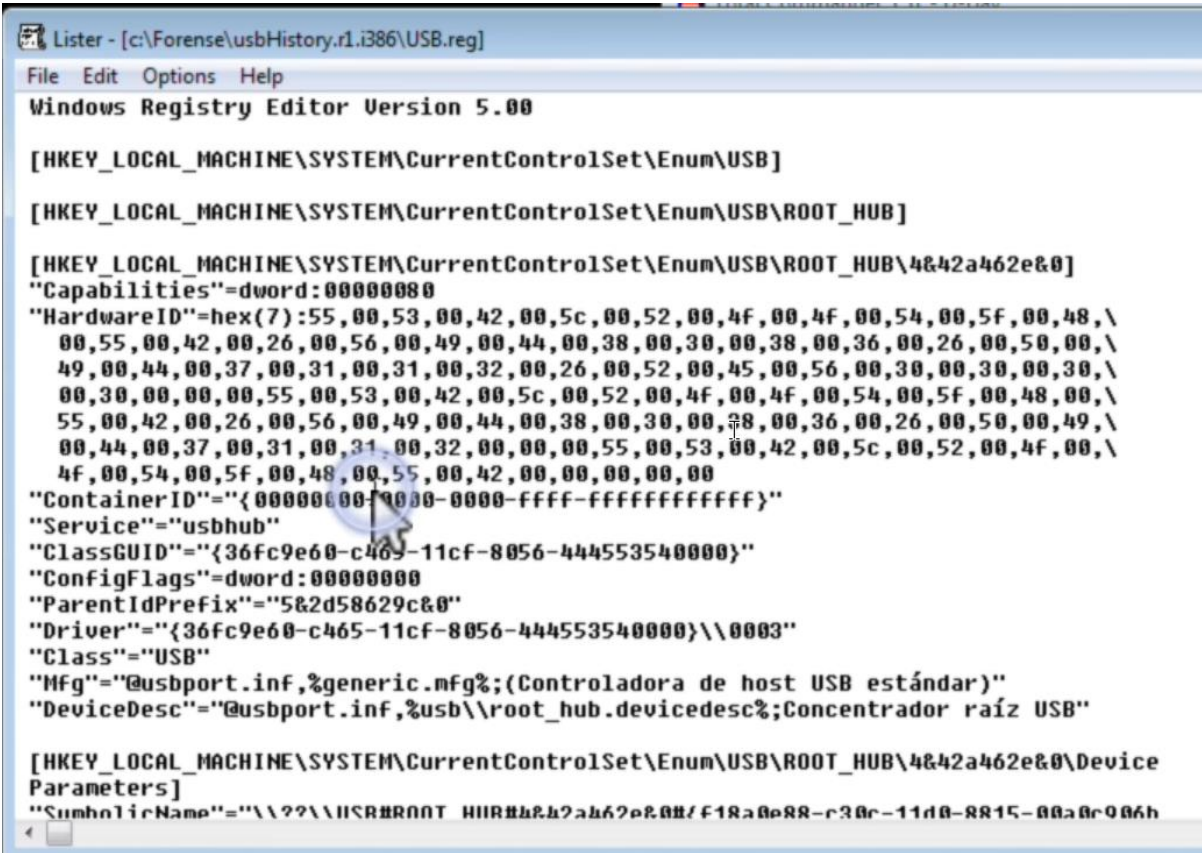 Lister - [c:\Forense\usbHistory.r1.i386\USB.reg]
File Edit Options Help
Windows Registry Editor Version 5.00
[HKEY_LOCAL_MACHINE\SYSTEM\CurrentControlSet\Enum\USB]
[HKEY_LOCAL_MACHINE\SYSTEM\CurrentControlSet\Enum\USB\ROOT_HUB]
[HKEY_LOCAL_MACHINE\SYSTEM\CurrentControlSet\Enum\USB\ROOT_HUB\4&42a462e&0]
"Capabilities"=dword:00000080
"HardwareID"=hex(7):55,00,53,00,42,00,5c,00,52,00,4f,00,4f,00,54,00,5f,00,48,\
00,55,00,42,00,26,00,56,00,49,00,44,00,38,00,30,00,38,00,36,00,26,00,50,00,\
49,00,44,00,37,00,31,00,31,00,32,00,26,00,52,00,45,00,56,00,30,00,30,00,30,\
00,30,00,00,00,55,00,53,00,42,00,5c,00,52,00,4f,00,4f,00,54,00,5f,00,48,00,\
55,00,42,00,26,00,56,00,49,00,44,00,38,00,30,00,38,00,36,00,26,00,50,00,49,\
00,44,00,37,00,31,00,31,00,32,00,00,00,55,00,53,00,42,00,5c,00,52,00,4f,00,\
4f,00,54,00,5f,00,48,00,55,00,42,00,00,00,00,00
"ContainerID"="{00000000-0000-0000-ffff-ffffffffffff}"
"Service"="usbhub"
"ClassGUID"="{36fc9e60-c465-11cf-8056-444553540000}"
"ConfigFlags"=dword:00000000
"ParentIdPrefix"="5&2d58629c&0"
"Driver"="{36fc9e60-c465-11cf-8056-444553540000}\\0003"
"Class"="USB"
"Mfg"="@usbport.inf,%generic.mfg%;(Controladora de host USB estándar)"
"DeviceDesc"="@usbport.inf,%usb\\root_hub.devicedesc%;Concentrador raíz USB"
[HKEY_LOCAL_MACHINE\SYSTEM\CurrentControlSet\Enum\USB\ROOT_HUB\4&42a462e&0\Device
Parameters]
"SymbolicName"="\\??\\USB#ROOT_HUB#4&42a462e&0#{f18a0e88-c30c-11d0-8815-00a0c906b